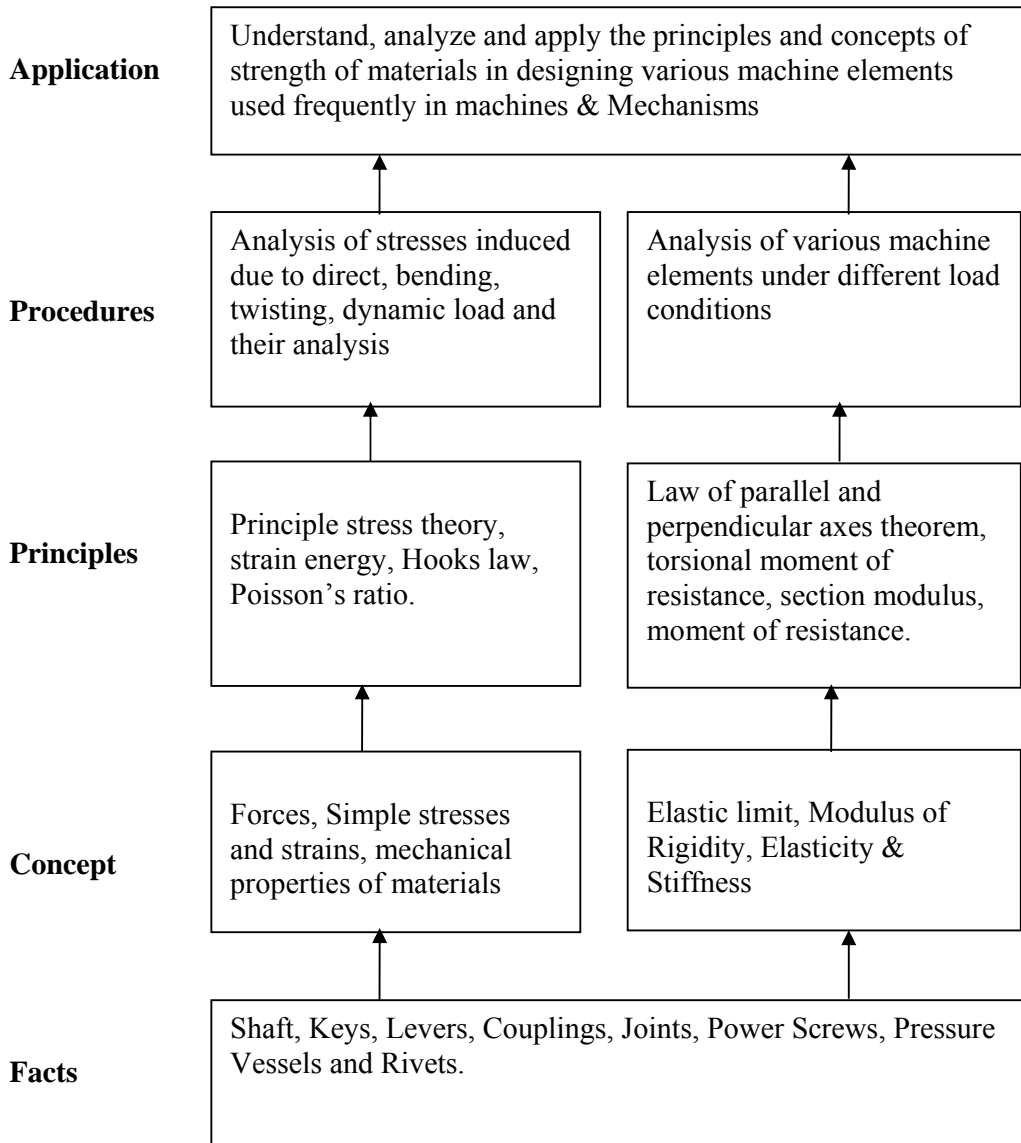 Application
Understand, analyze and apply the principles and concepts of
strength of materials in designing various machine elements
used frequently in machines & Mechanisms
Procedures
Analysis of stresses induced
due to direct, bending,
twisting, dynamic load and
their analysis
Analysis of various machine
elements under different load
conditions
Principles
Principle stress theory,
strain energy, Hooks law,
Poisson’s ratio.
Law of parallel and
perpendicular axes theorem,
torsional moment of
resistance, section modulus,
moment of resistance.
Concept
Forces, Simple stresses
and strains, mechanical
properties of materials
Elastic limit, Modulus of
Rigidity, Elasticity &
Stiffness
Facts
Shaft, Keys, Levers, Couplings, Joints, Power Screws, Pressure
Vessels and Rivets.